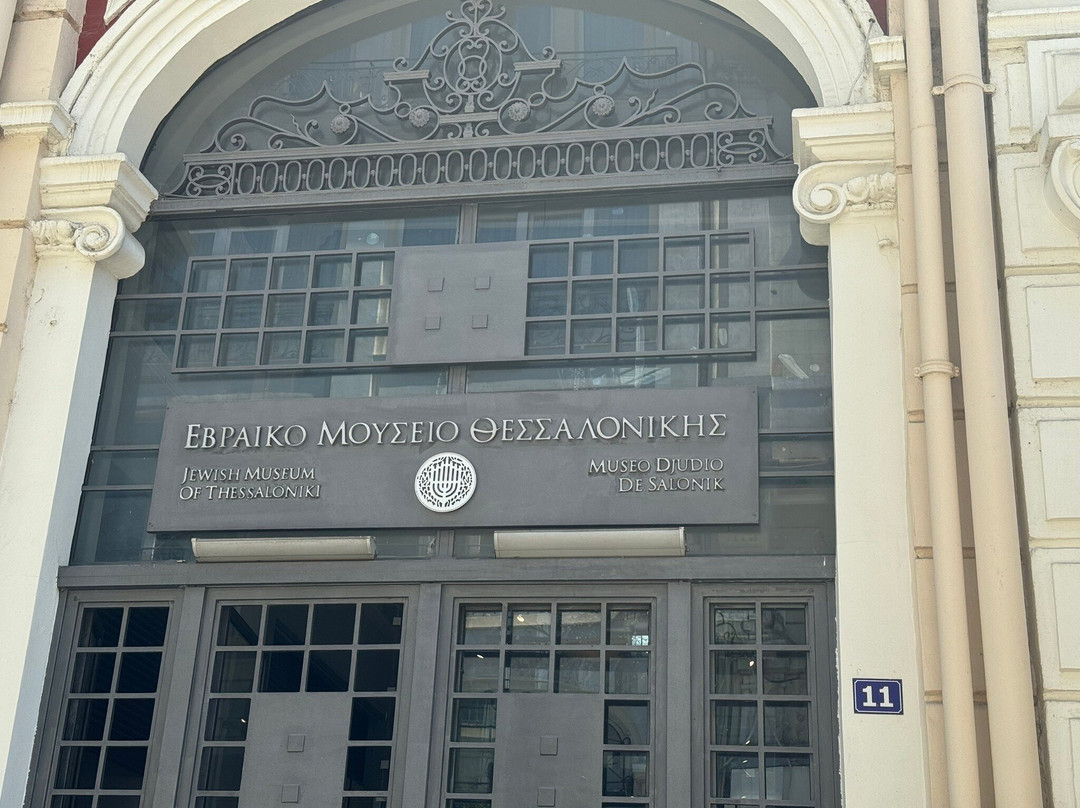 ΕΒΡΑΙΚΟ ΜΟΥΣΕΙΟ ΘΕΣΣΑΛΟΝΙΚΗΣ
JEWISH MUSEUM
OF THESSALONIKI
MUSEO DJUDIO
DE SALONIK
11